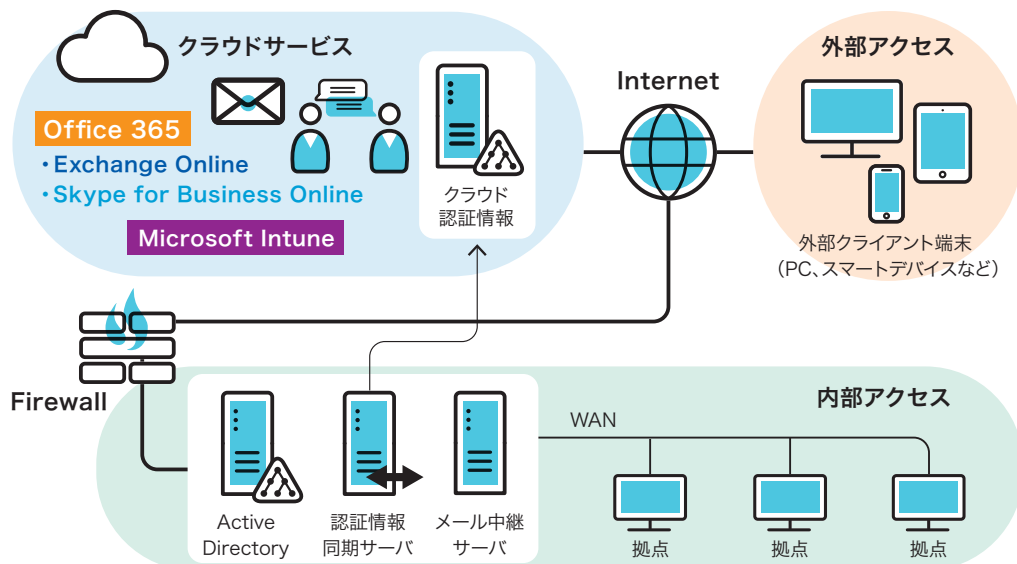 クラウドサービス
Office 365
・Exchange Online
・Skype for Business Online
Microsoft Intune
クラウド
認証情報
Internet
外部アクセス
外部クライアント端末
（PC、スマートデバイスなど）
Firewall
内部アクセス
Active
Directory
認証情報
同期サーバ
メール中継
サーバ
WAN
拠点
拠点
拠点